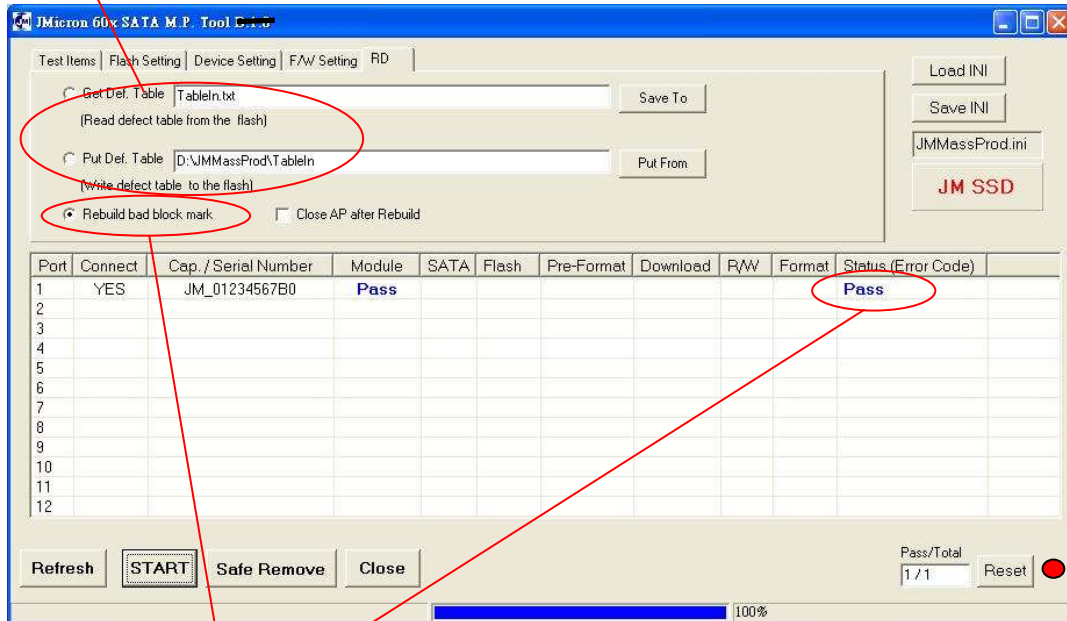 JMicron 60x SATA M.P. Tool
Test Items Flash Setting Device Setting F/W Setting RD
Load INI
Get Def. Table TableIn.txt Save To
(Read defect table from the flash)
Save INI
JMMassProd.ini
Put Def. Table D:\JMMassProd\TableIn Put From
(Write defect table to the flash)
JM SSD
Rebuild bad block mark Close AP after Rebuild
Port Connect Cap. / Serial Number Module SATA Flash Pre-Format Download R/W Format Status (Error Code)
1 YES JM_01234567B0 Pass Pass
2
3
4
5
6
7
8
9
10
11
12
Pass/Total
Refresh START Safe Remove Close 1 / 1 Reset
100%